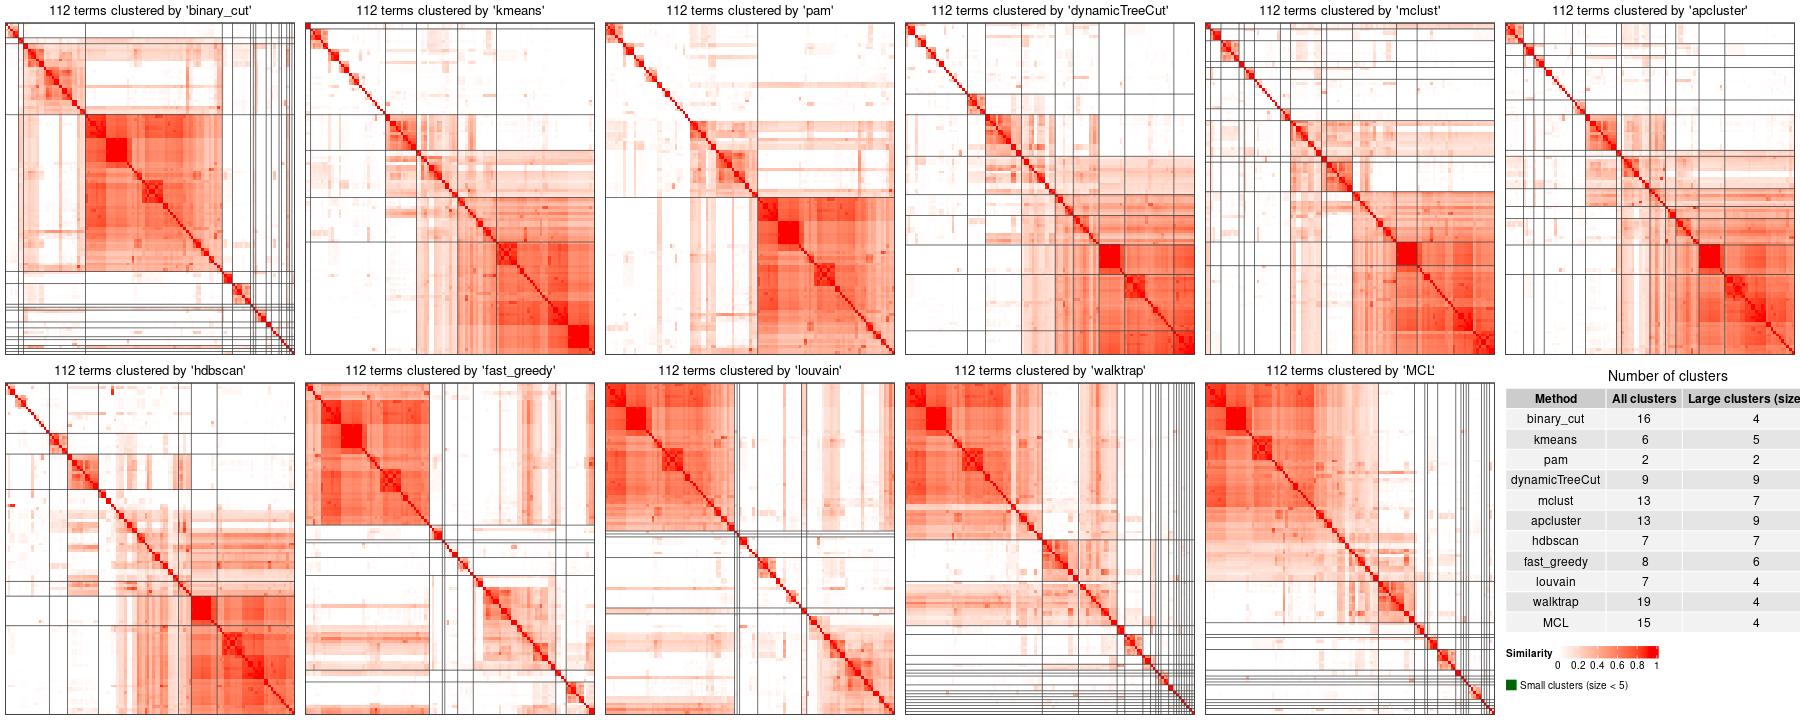 112 terms clustered by 'binary_cut'
112 terms clustered by 'kmeans'
112 terms clustered by 'pam'
112 terms clustered by 'dynamicTreeCut'
112 terms clustered by 'mclust'
112 terms clustered by 'apcluster'
112 terms clustered by 'hdbscan'
112 terms clustered by 'fast_greedy'
112 terms clustered by 'louvain'
112 terms clustered by 'walktrap'
112 terms clustered by 'MCL'
Number of clusters
Method All clusters Large clusters (size
binary_cut 16 4
kmeans 6 5
pam 2 2
dynamicTreeCut 9 9
mclust 13 7
apcluster 13 9
hdbscan 7 7
fast_greedy 8 6
louvain 7 4
walktrap 19 4
MCL 15 4
Similarity
0 0.2 0.4 0.6 0.8 1
Small clusters (size < 5)